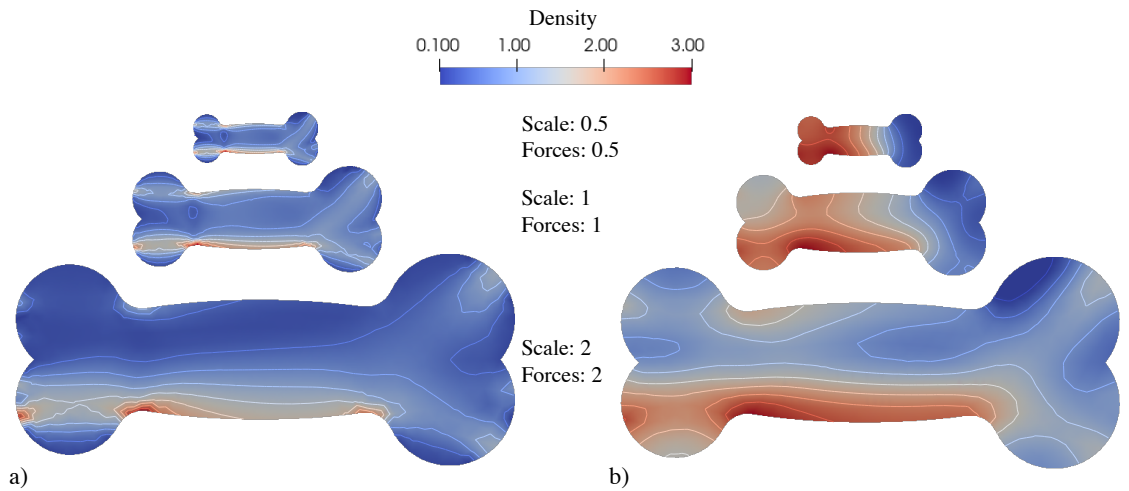 Density
0.100 1.00 2.00 3.00
Scale: 0.5
Forces: 0.5
Scale: 1
Forces: 1
Scale: 2
Forces: 2
a) b)